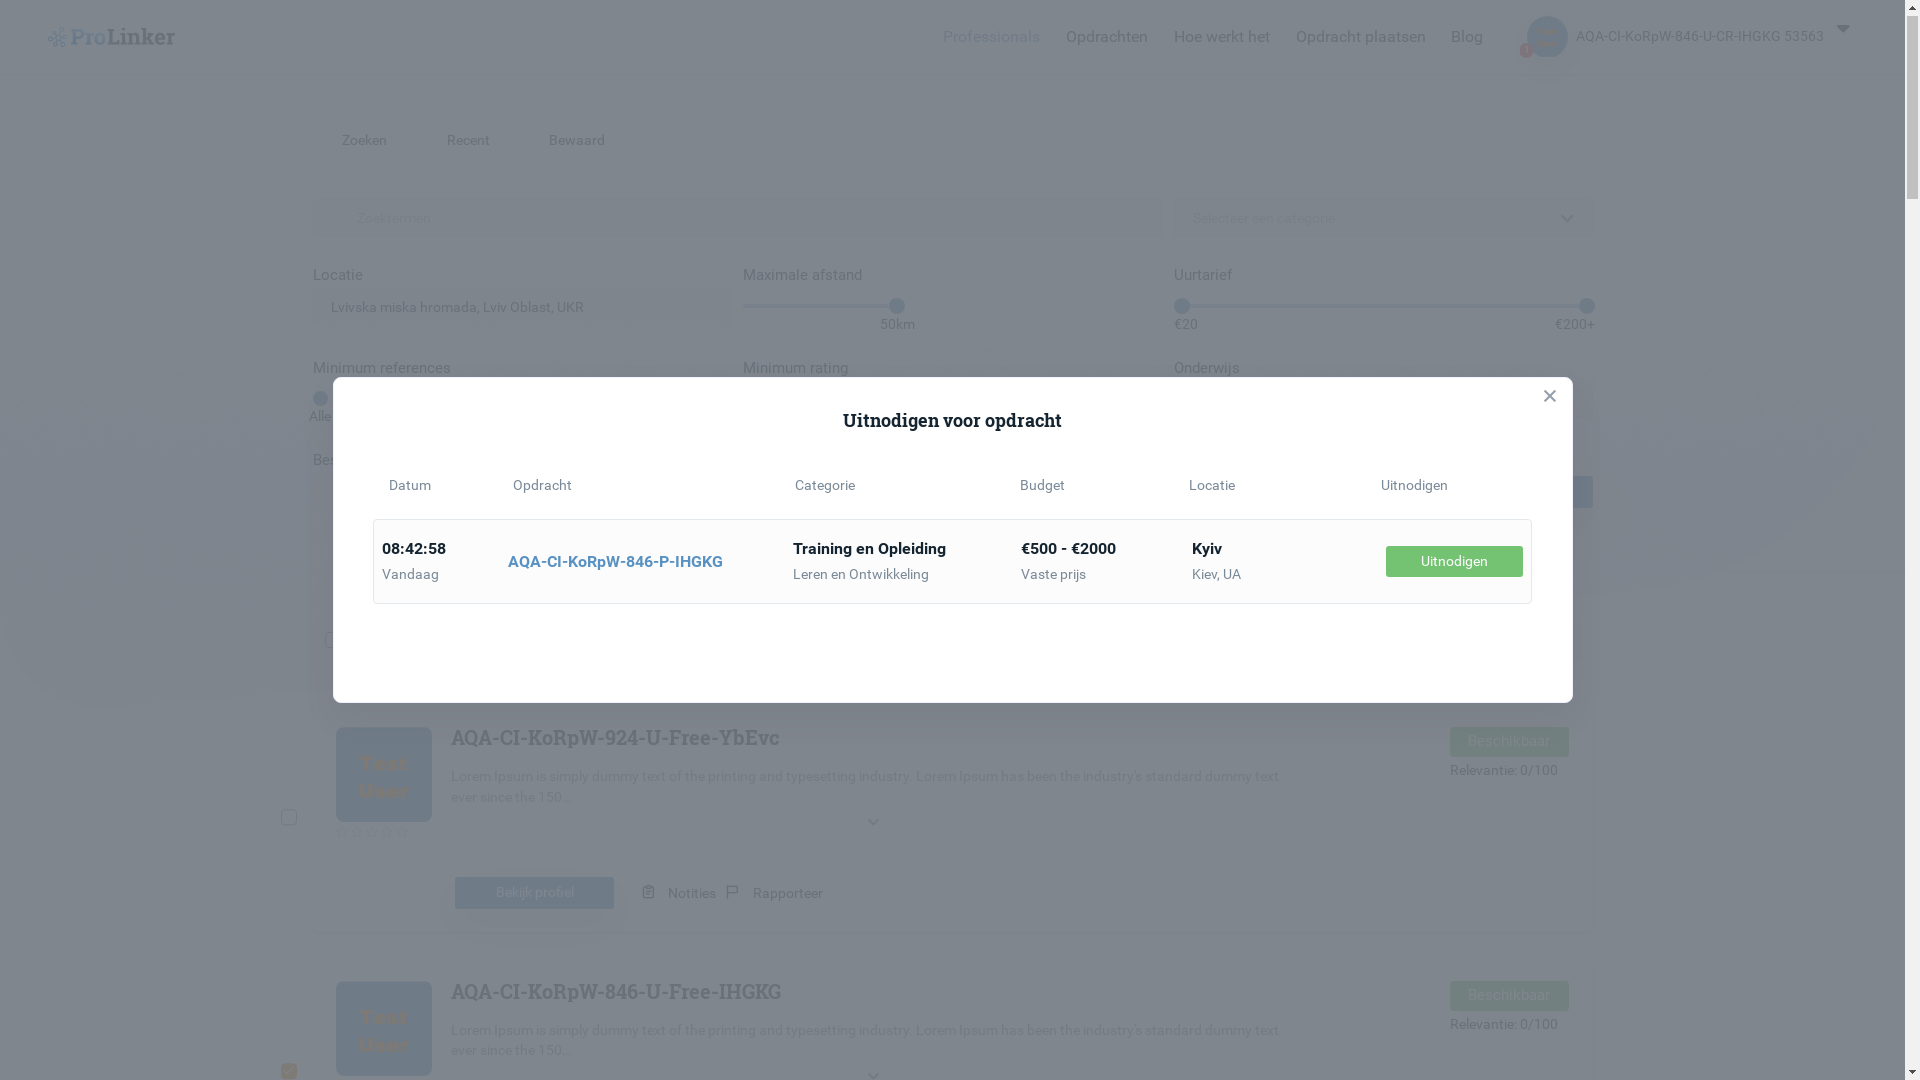 ProLinker
Professionals Opdrachten Hoe werkt het Opdracht plaatsen Blog AQA-CI-KoRpW-846-U-CR-IHGKG 53563
1
Zoeken Recent Bewaard
Zoektermen Selecteer een categorie
Locatie Maximale afstand Uurtarief
Lvivska miska hromada, Lviv Oblast, UKR
50km €20 €200+
Minimum references Minimum rating Onderwijs
Alle
Uitnodigen voor opdracht
Datum Opdracht Categorie Budget Locatie Uitnodigen
08:42:58 AQA-CI-KoRpW-846-P-IHGKG Training en Opleiding €500 - €2000 Kyiv Uitnodigen
Vandaag Leren en Ontwikkeling Vaste prijs Kiev, UA
AQA-CI-KoRpW-924-U-Free-YbEvc Beschikbaar
Test User
Lorem Ipsum is simply dummy text of the printing and typesetting industry. Lorem Ipsum has been the industry's standard dummy text Relevantie: 0/100
ever since the 150...
Bekijk profiel Notities Rapporteer
AQA-CI-KoRpW-846-U-Free-IHGKG Beschikbaar
Test User
Lorem Ipsum is simply dummy text of the printing and typesetting industry. Lorem Ipsum has been the industry's standard dummy text Relevantie: 0/100
ever since the 150...